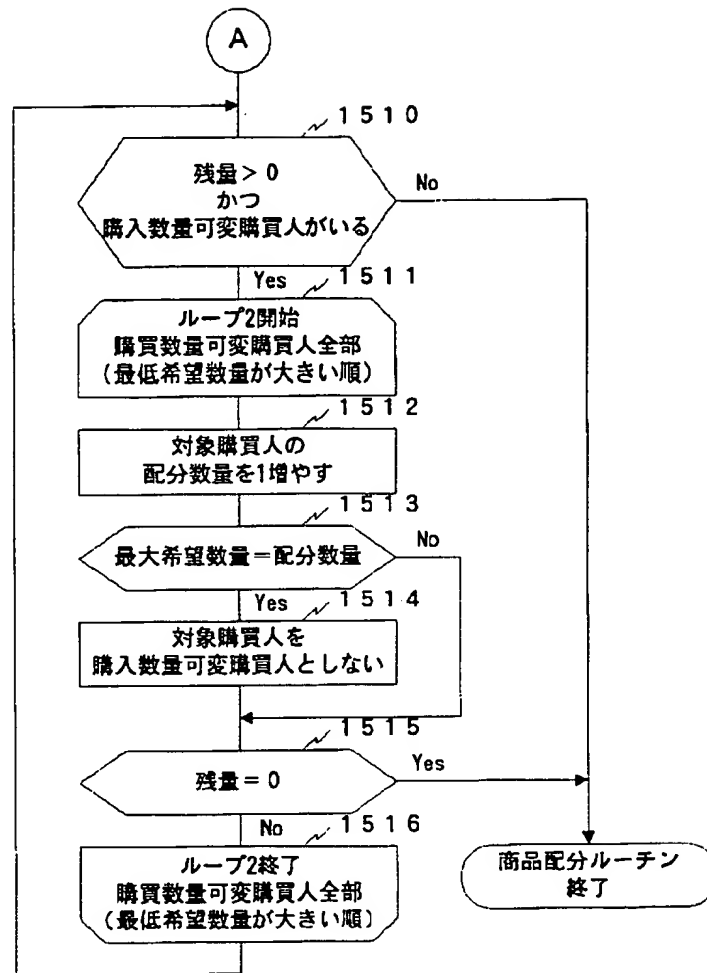 A
1510
残量>0
かつ
購入数量可変購買人がいる
No
Yes
1511
ループ2開始
購買数量可変購買人全部
(最低希望数量が大きい順)
1512
対象購買人の
配分数量を1増やす
1513
最大希望数量=配分数量
No
Yes
1514
対象購買人を
購入数量可変購買人としない
1515
残量=0
Yes
No
1516
ループ2終了
購買数量可変購買人全部
(最低希望数量が大きい順)
商品配分ルーチン
終了